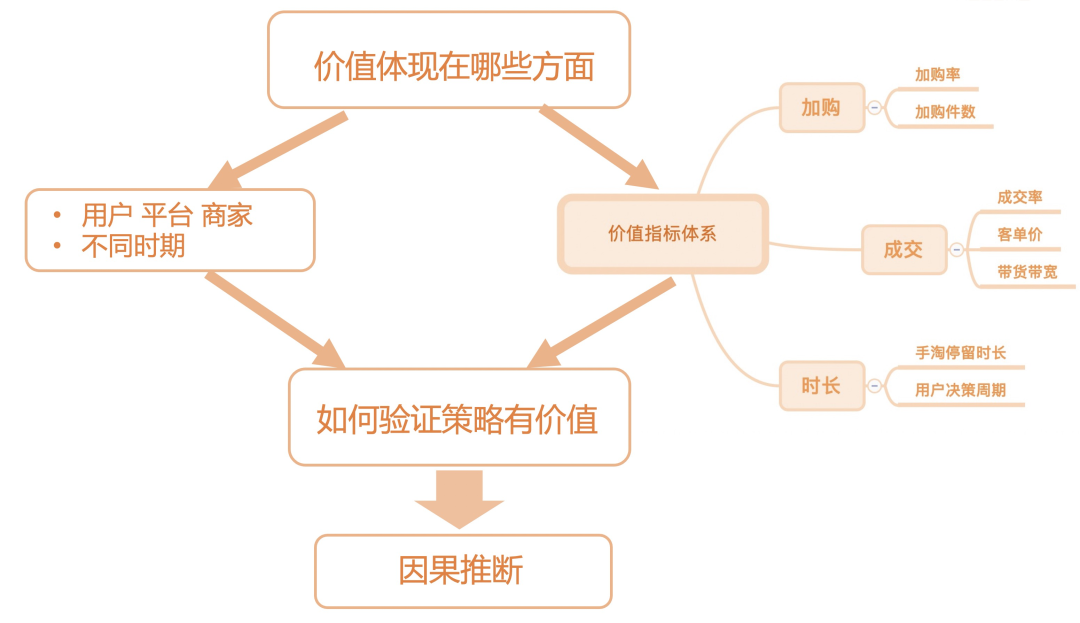 价值体现在哪些方面
用户 平台 商家
不同时期
价值指标体系
加购
加购率
加购件数
成交
成交率
客单价
带货带宽
时长
手淘停留时长
用户决策周期
如何验证策略有价值
因果推断